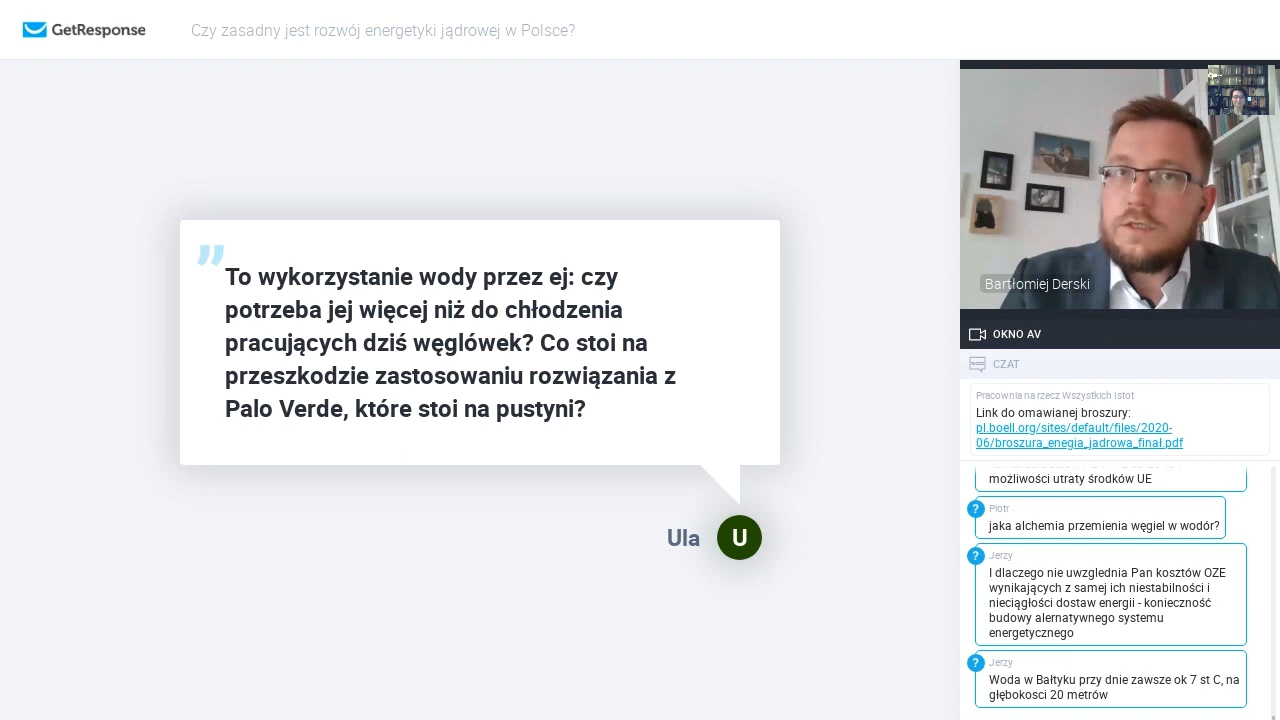 GetResponse
Czy zasadny jest rozwój energetyki jądrowej w Polsce?
”
To wykorzystanie wody przez ej: czy
potrzeba jej więcej niż do chłodzenia
pracujących dziś węglówek? Co stoi na
przeszkodzie zastosowaniu rozwiązania z
Palo Verde, które stoi na pustyni?
Ula
U
Bartłomiej Derski
OKNO AV
CZAT
Pracownia na rzecz Wszystkich Istot
Link do omawianej broszury:
pl.boell.org/sites/default/files/2020-
06/broszura_enegia_jadrowa_finał.pdf
możliwości utraty środków UE
?
Piotr
jaka alchemia przemienia węgiel w wodór?
?
Jerzy
I dlaczego nie uwzglednia Pan kosztów OZE
wynikających z samej ich niestabilności i
nieciągłości dostaw energii - konieczność
budowy alernatywnego systemu
energetycznego
?
Jerzy
Woda w Bałtyku przy dnie zawsze ok 7 st C, na
głębokosci 20 metrów